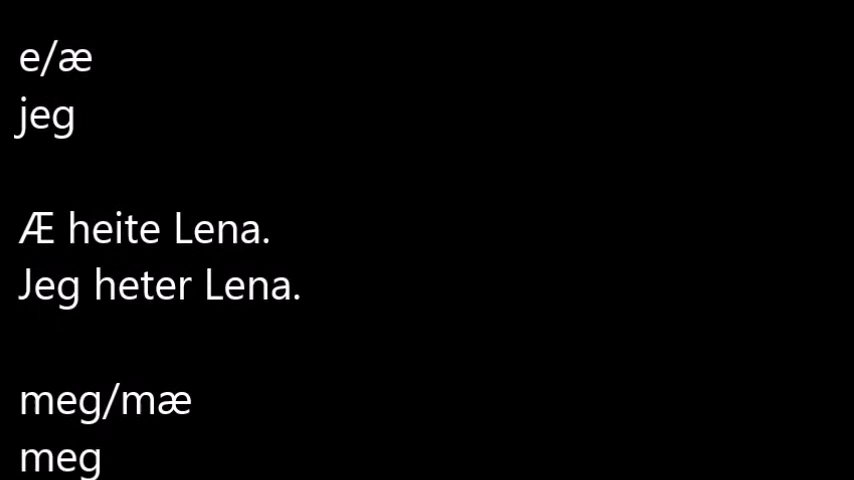 e/æ
jeg
Æ heite Lena.
Jeg heter Lena.
meg/mæ
meg